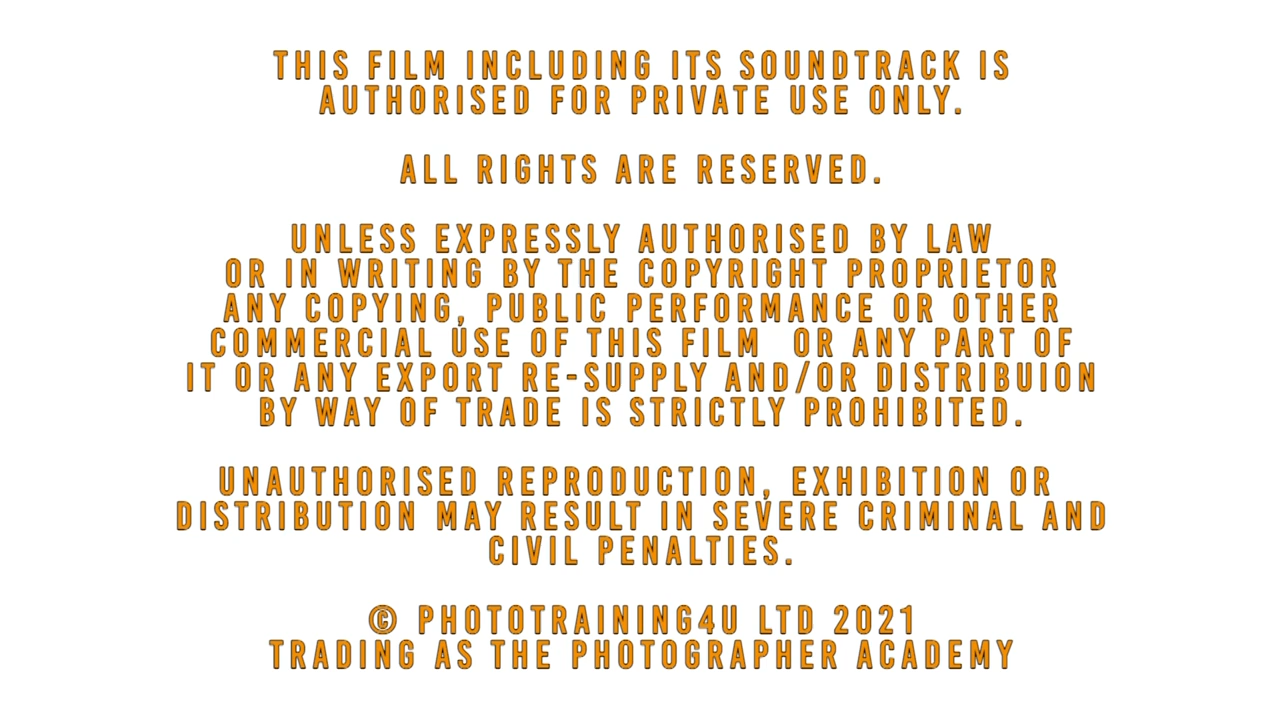 THIS FILM INCLUDING ITS SOUNDTRACK IS
AUTHORISED FOR PRIVATE USE ONLY.
ALL RIGHTS ARE RESERVED.
UNLESS EXPRESSLY AUTHORISED BY LAW
OR IN WRITING BY THE COPYRIGHT PROPRIETOR
ANY COPYING, PUBLIC PERFORMANCE OR OTHER
COMMERCIAL USE OF THIS FILM  OR ANY PART OF
IT OR ANY EXPORT RE-SUPPLY AND/OR DISTRIBUION
BY WAY OF TRADE IS STRICTLY PROHIBITED.
UNAUTHORISED REPRODUCTION, EXHIBITION OR
DISTRIBUTION MAY RESULT IN SEVERE CRIMINAL AND
CIVIL PENALTIES.
© PHOTOTRAINING4U LTD 2021
TRADING AS THE PHOTOGRAPHER ACADEMY